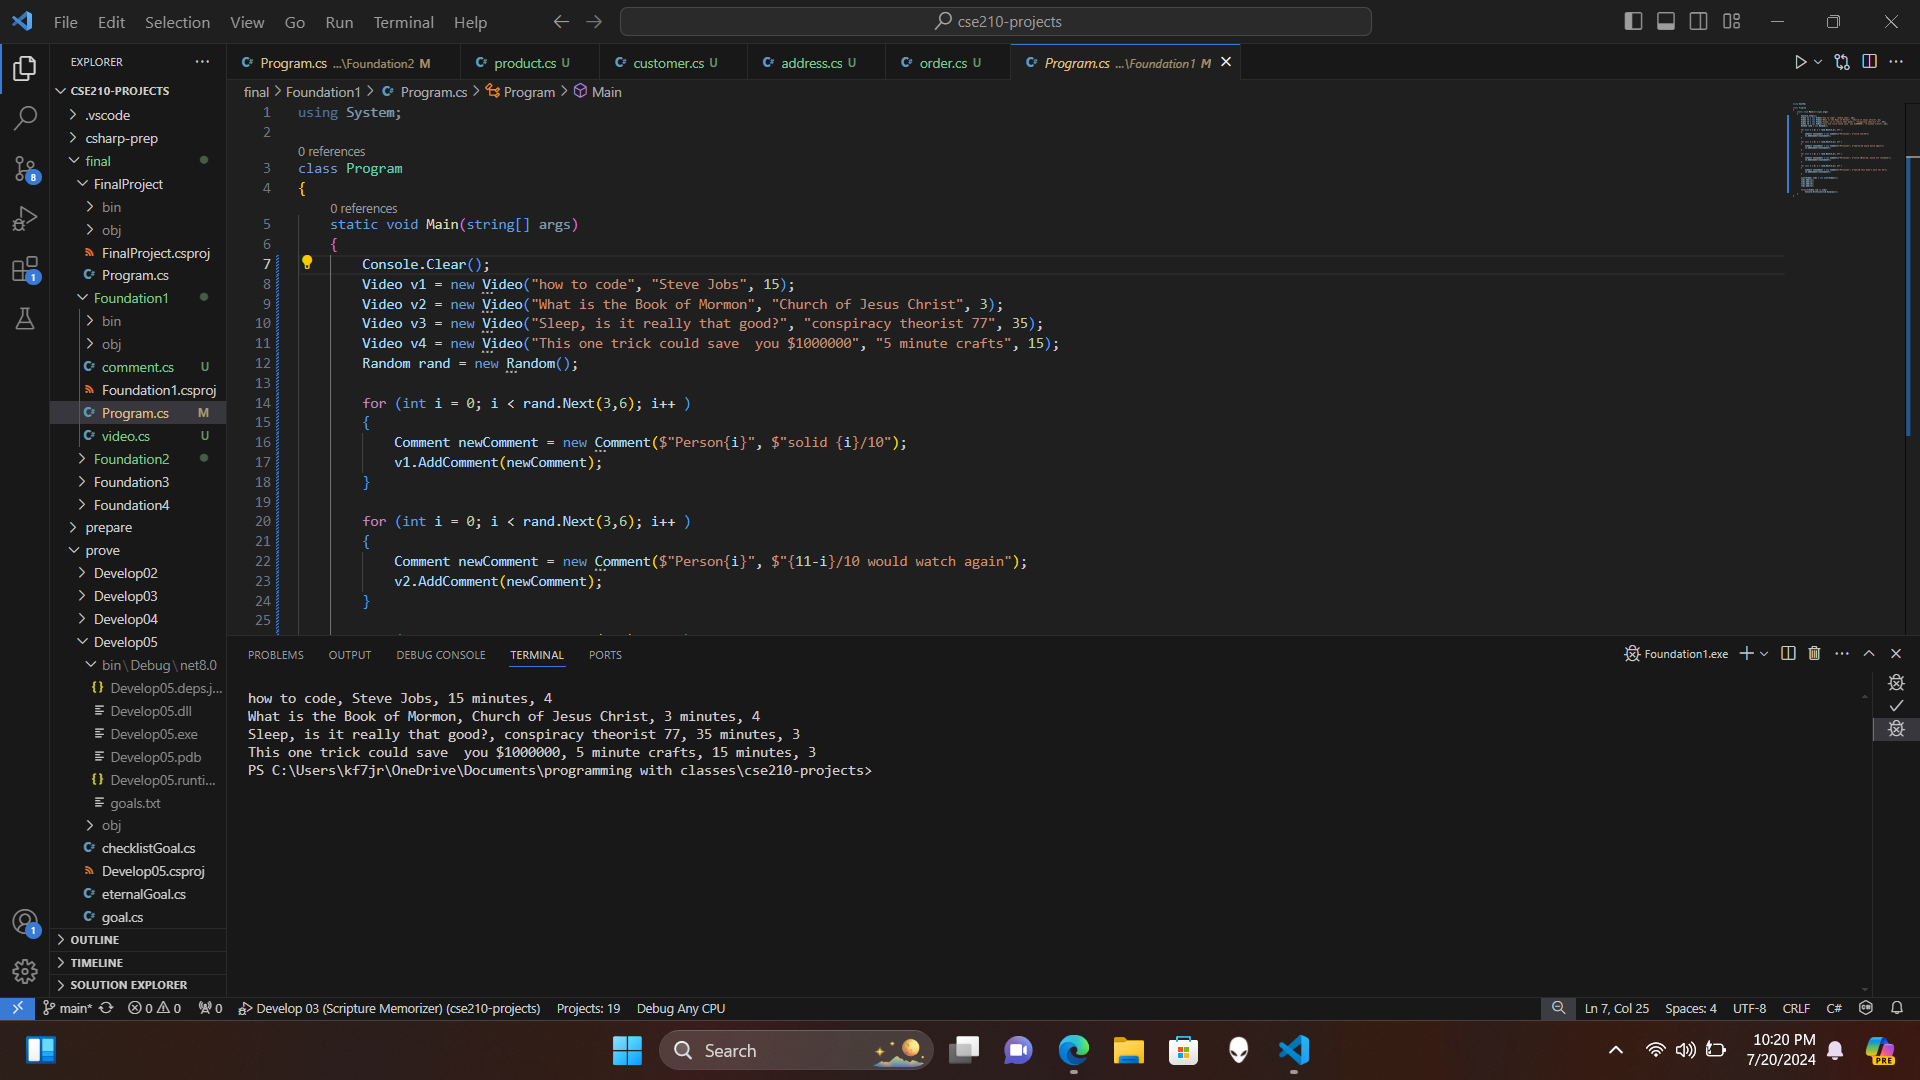 File Edit Selection View Go Run Terminal Help
cse210-projects
EXPLORER
CSE210-PROJECTS
.vscode
csharp-prep
final
FinalProject
bin
obj
FinalProject.csproj
Program.cs
Foundation1
bin
obj
comment.cs U
Foundation1.csproj
Program.cs M
video.cs U
Foundation2
Foundation3
Foundation4
prepare
prove
Develop02
Develop03
Develop04
Develop05
bin\Debug\net8.0
Develop05.deps.j...
Develop05.dll
Develop05.exe
Develop05.pdb
Develop05.runti...
goals.txt
obj
checklistGoal.cs
Develop05.csproj
eternalGoal.cs
goal.cs
OUTLINE
TIMELINE
SOLUTION EXPLORER
8
1
1
Program.cs ...\Foundation2 M product.cs U customer.cs U address.cs U order.cs U Program.cs ...\Foundation1 M
final > Foundation1 > Program.cs > Program > Main
1 using System;
2
0 references
3 class Program
4 {
0 references
5 static void Main(string[] args)
6 {
7 Console.Clear();
8 Video v1 = new Video("how to code", "Steve Jobs", 15);
9 Video v2 = new Video("What is the Book of Mormon", "Church of Jesus Christ", 3);
10 Video v3 = new Video("Sleep, is it really that good?", "conspiracy theorist 77", 35);
11 Video v4 = new Video("This one trick could save  you $1000000", "5 minute crafts", 15);
12 Random rand = new Random();
13
14 for (int i = 0; i < rand.Next(3,6); i++ )
15 {
16 Comment newComment = new Comment($"Person{i}", $"solid {i}/10");
17 v1.AddComment(newComment);
18 }
19
20 for (int i = 0; i < rand.Next(3,6); i++ )
21 {
22 Comment newComment = new Comment($"Person{i}", $"{11-i}/10 would watch again");
23 v2.AddComment(newComment);
24 }
25
PROBLEMS OUTPUT DEBUG CONSOLE TERMINAL PORTS
Foundation1.exe
how to code, Steve Jobs, 15 minutes, 4
What is the Book of Mormon, Church of Jesus Christ, 3 minutes, 4
Sleep, is it really that good?, conspiracy theorist 77, 35 minutes, 3
This one trick could save  you $1000000, 5 minute crafts, 15 minutes, 3
PS C:\Users\kf7jr\OneDrive\Documents\programming with classes\cse210-projects>
main* 0 0 0 Develop 03 (Scripture Memorizer) (cse210-projects) Projects: 19 Debug Any CPU
Ln 7, Col 25 Spaces: 4 UTF-8 CRLF C#
Search
10:20 PM
7/20/2024
PRE